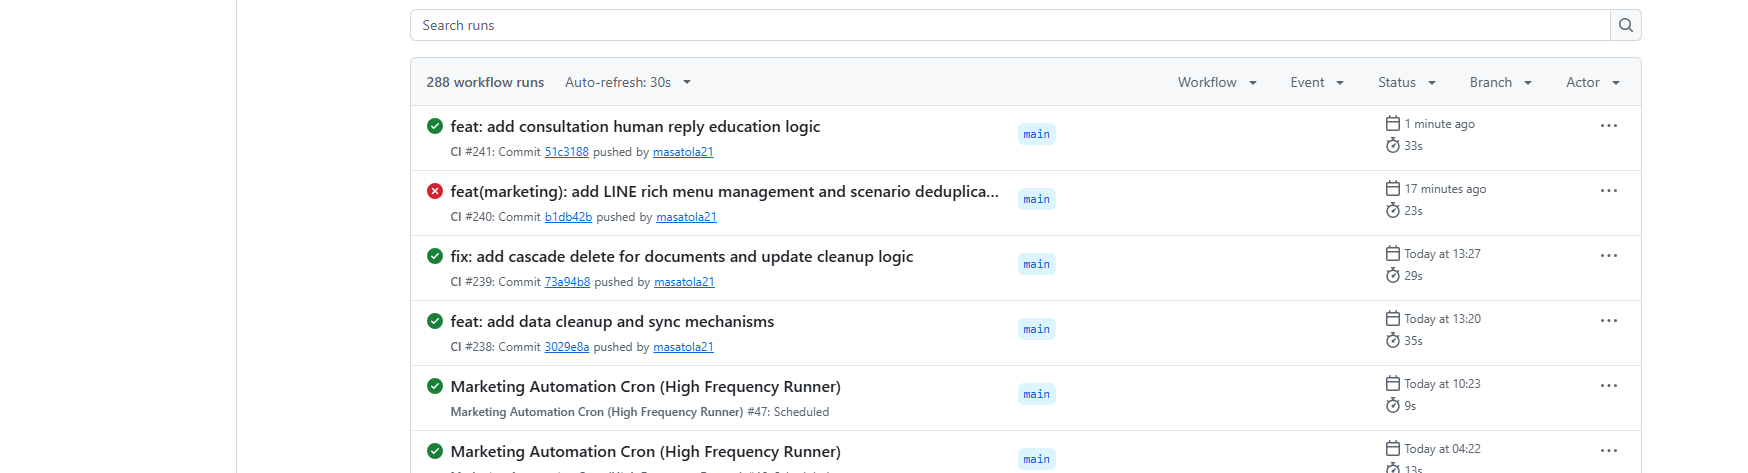 Search runs
288 workflow runs Auto-refresh: 30s Workflow Event Status Branch Actor
feat: add consultation human reply education logic
main
1 minute ago
CI #241: Commit 51c3188 pushed by masatola21
33s
feat(marketing): add LINE rich menu management and scenario deduplica...
main
17 minutes ago
CI #240: Commit b1db42b pushed by masatola21
23s
fix: add cascade delete for documents and update cleanup logic
main
Today at 13:27
CI #239: Commit 73a94b8 pushed by masatola21
29s
feat: add data cleanup and sync mechanisms
main
Today at 13:20
CI #238: Commit 3029e8a pushed by masatola21
35s
Marketing Automation Cron (High Frequency Runner)
main
Today at 10:23
Marketing Automation Cron (High Frequency Runner) #47: Scheduled
9s
Marketing Automation Cron (High Frequency Runner)
main
Today at 04:22
13s